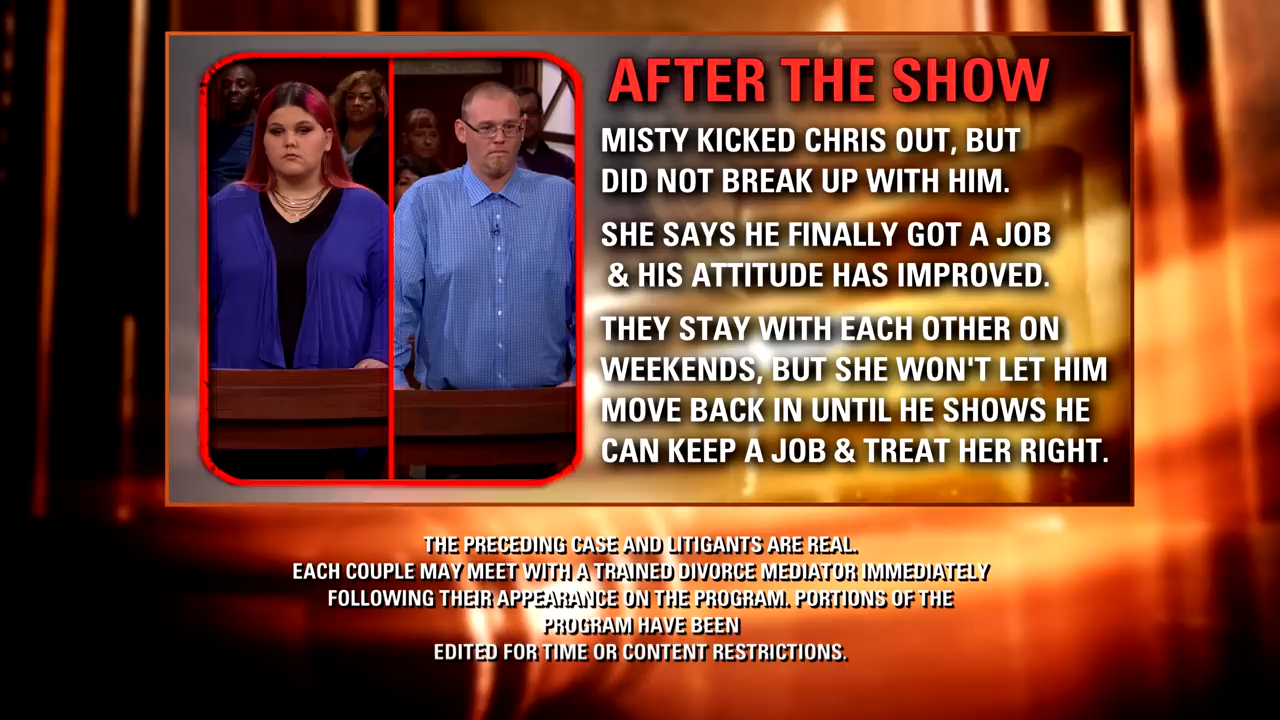 AFTER THE SHOW
MISTY KICKED CHRIS OUT, BUT
DID NOT BREAK UP WITH HIM.
SHE SAYS HE FINALLY GOT A JOB
& HIS ATTITUDE HAS IMPROVED.
THEY STAY WITH EACH OTHER ON
WEEKENDS, BUT SHE WON'T LET HIM
MOVE BACK IN UNTIL HE SHOWS HE
CAN KEEP A JOB & TREAT HER RIGHT.
THE PRECEDING CASE AND LITIGANTS ARE REAL.
EACH COUPLE MAY MEET WITH A TRAINED DIVORCE MEDIATOR IMMEDIATELY
FOLLOWING THEIR APPEARANCE ON THE PROGRAM. PORTIONS OF THE
PROGRAM HAVE BEEN
EDITED FOR TIME OR CONTENT RESTRICTIONS.